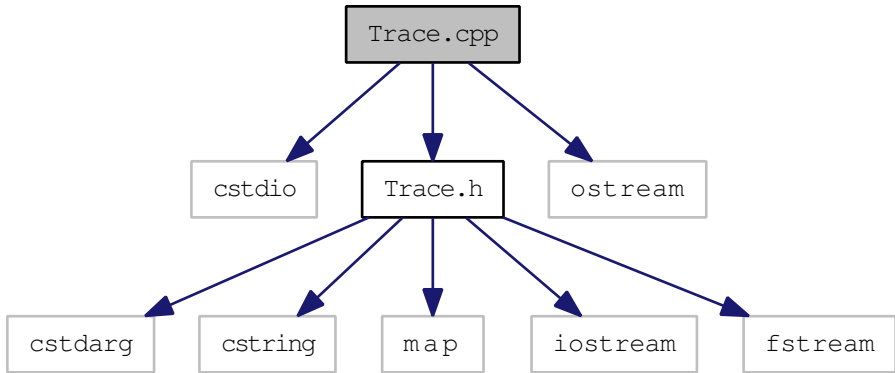 Trace.cpp
cstdio
Trace.h
ostream
cstdarg
cstring
map
iostream
fstream